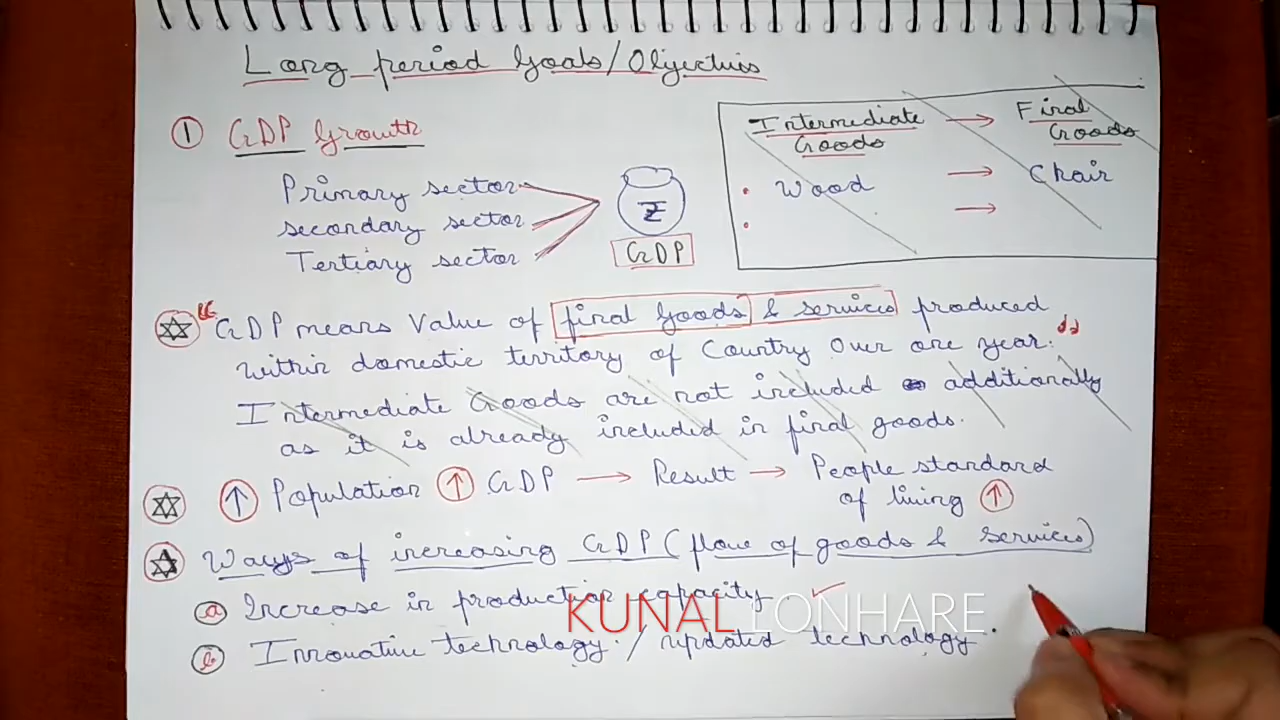 Long period Goals/Objectives
① GDP Growth
Primary sector
Secondary sector
Tertiary sector
₹
GDP
Intermediate Goods → Final Goods
• Wood → Chair
• →
"GDP means Value of final goods & services produced
within domestic territory of Country Over one year."
Intermediate Goods are not included additionally
as it is already included in final goods.
↑ Population ↑ GDP → Result → People standard
of living ↑
Ways of increasing GDP (flow of goods & services)
ⓐ Increase in production capacity ✓
ⓑ Innovative technology / updated technology.
KUNAL LONHARE